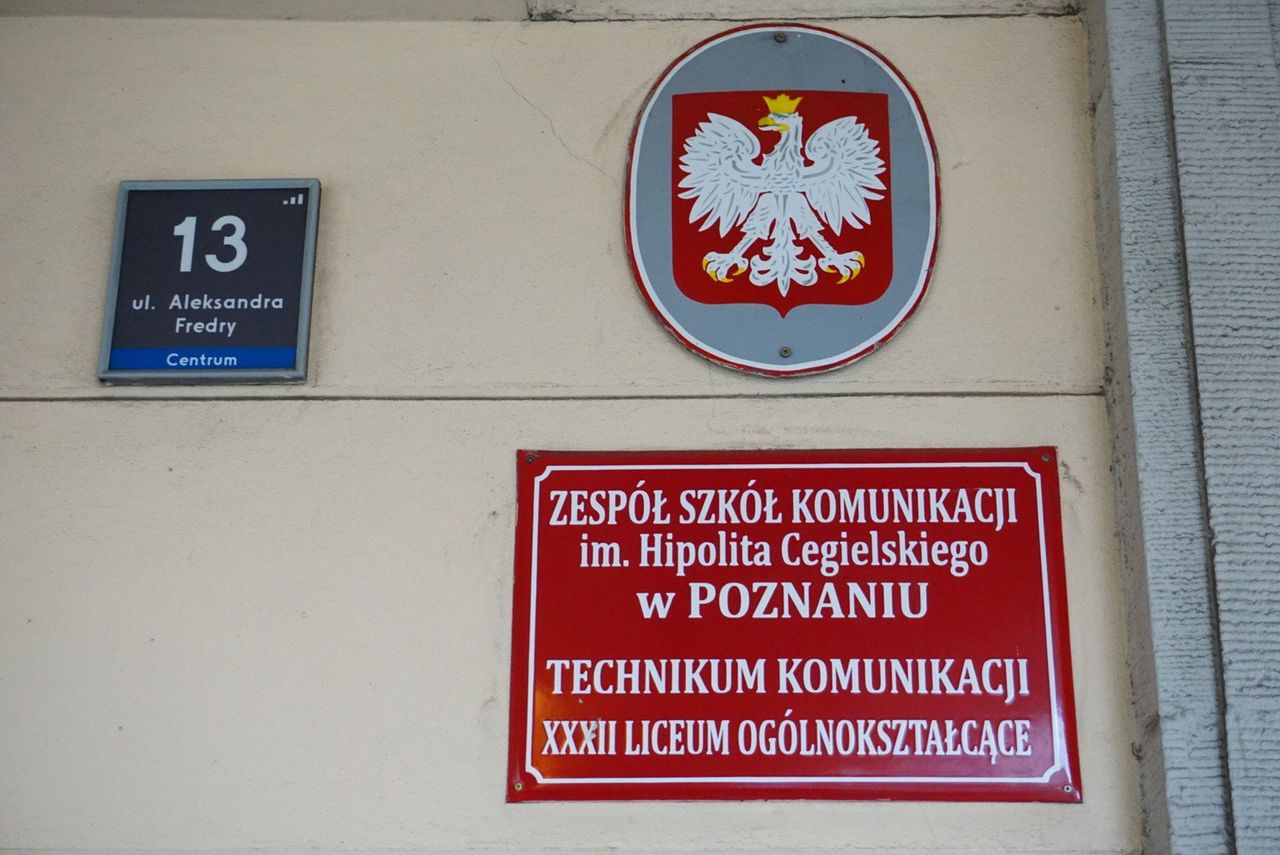 13
ul. Aleksandra
Fredry
Centrum
ZESPÓŁ SZKÓŁ KOMUNIKACJI
im. Hipolita Cegielskiego
w POZNANIU
TECHNIKUM KOMUNIKACJI
XXXII LICEUM OGÓLNOKSZTAŁCĄCE